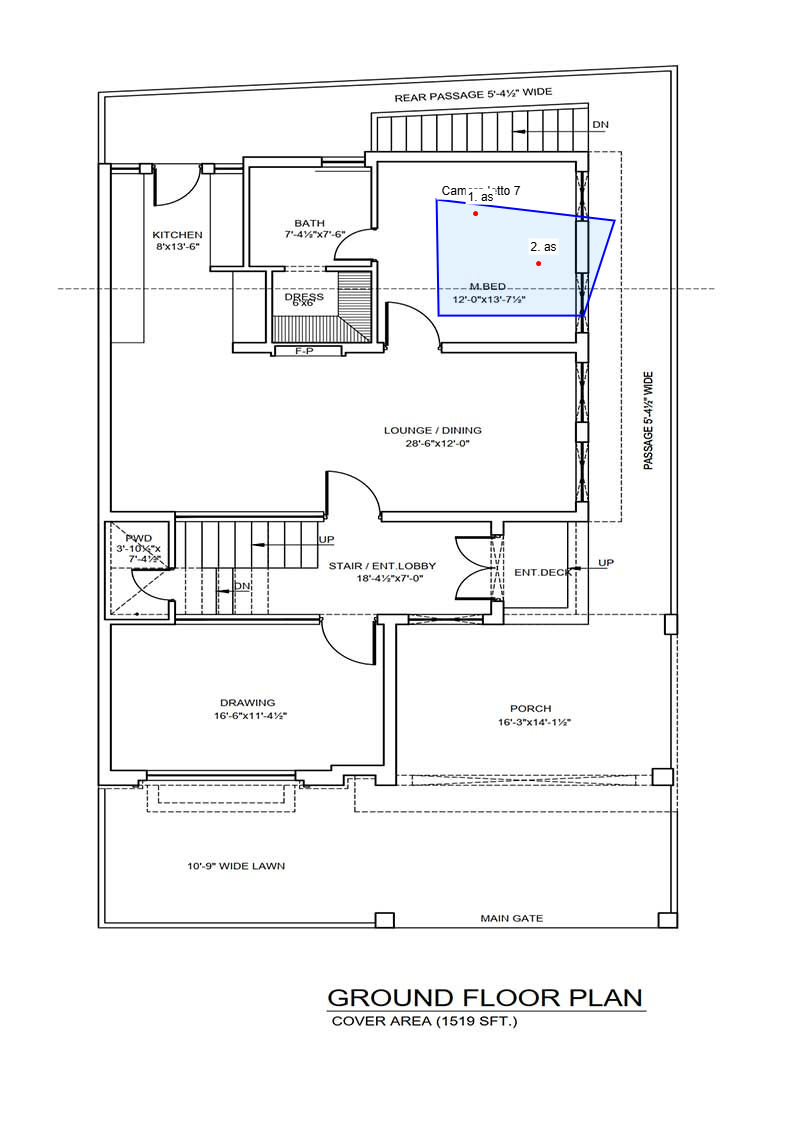 REAR PASSAGE 5'-4½" WIDE
DN
Camera letto 7
1. as
KITCHEN
8'x13'-6"
BATH
7'-4½"x7'-6"
2. as
DRESS
6'x6'
M.BED
12'-0"x13'-7½"
F-P
LOUNGE / DINING
28'-6"x12'-0"
PASSAGE 5'-4½" WIDE
PWD
3'-10½"x
7'-4½"
UP
DN
STAIR / ENT.LOBBY
18'-4½"x7'-0"
ENT.DECK
UP
DRAWING
16'-6"x11'-4½"
PORCH
16'-3"x14'-1½"
10'-9" WIDE LAWN
MAIN GATE
GROUND FLOOR PLAN
COVER AREA (1519 SFT.)